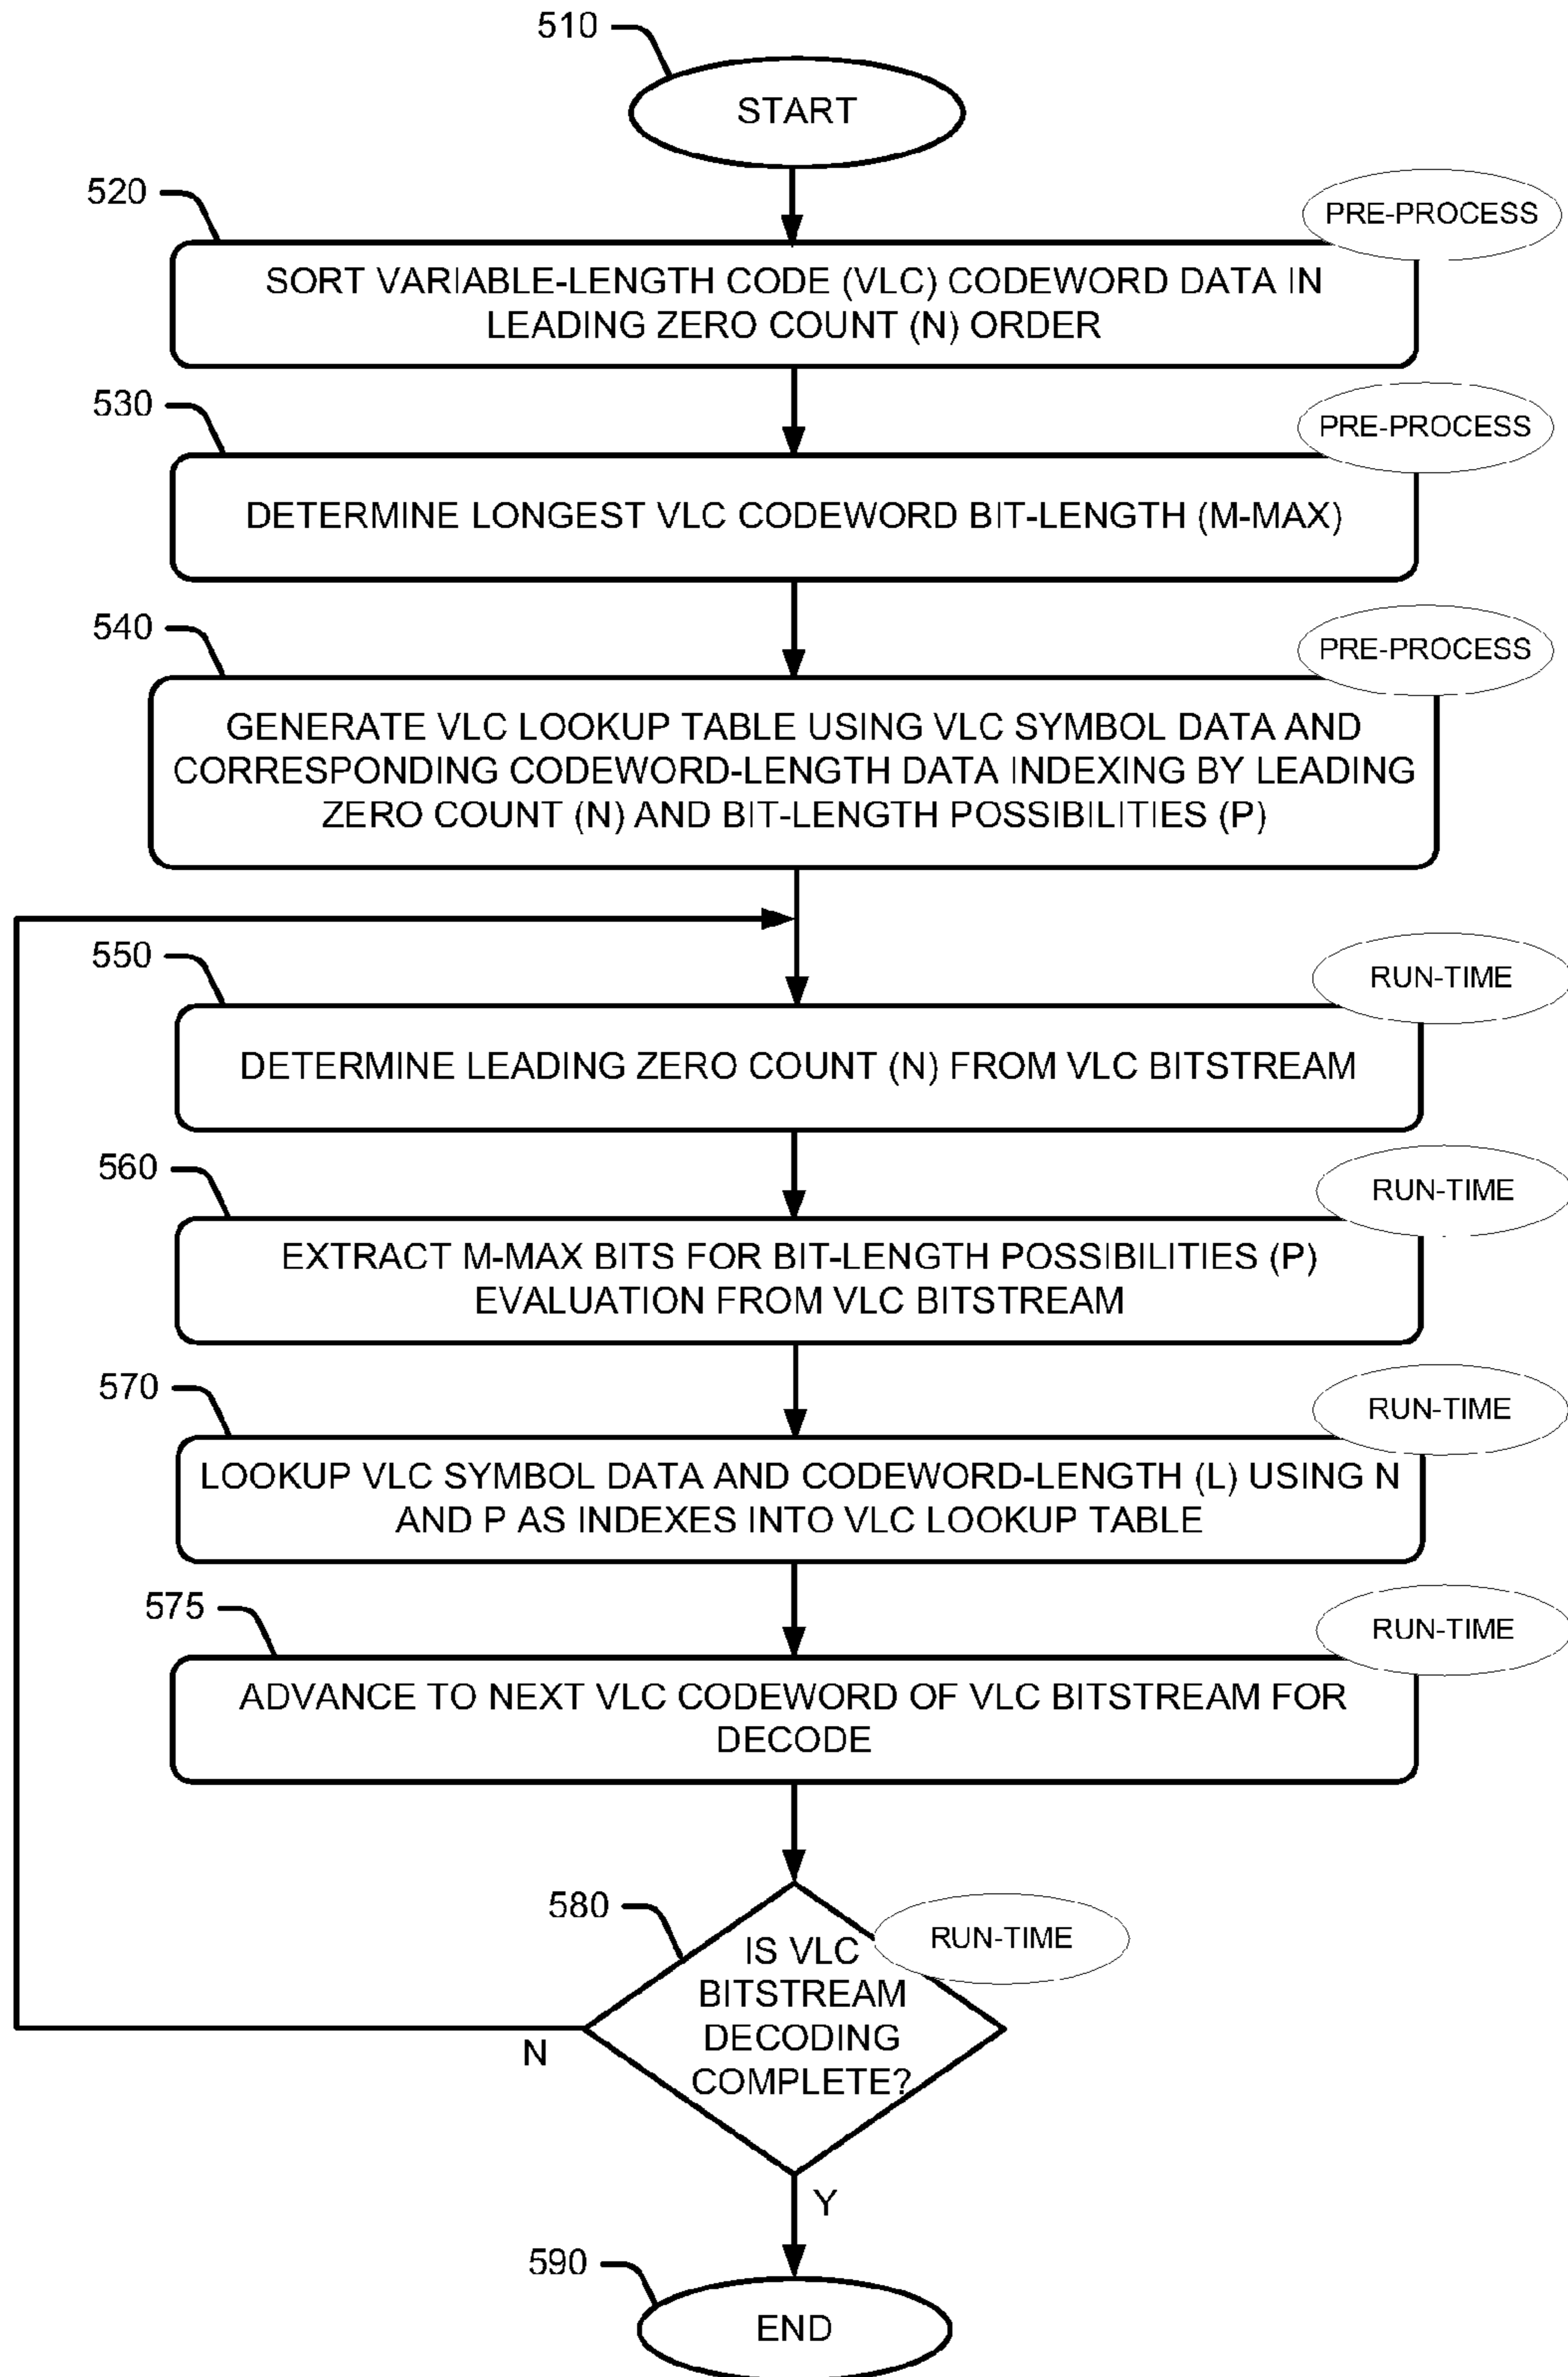 510
START
520
PRE-PROCESS
SORT VARIABLE-LENGTH CODE (VLC) CODEWORD DATA IN
LEADING ZERO COUNT (N) ORDER
530
PRE-PROCESS
DETERMINE LONGEST VLC CODEWORD BIT-LENGTH (M-MAX)
540
PRE-PROCESS
GENERATE VLC LOOKUP TABLE USING VLC SYMBOL DATA AND
CORRESPONDING CODEWORD-LENGTH DATA INDEXING BY LEADING
ZERO COUNT (N) AND BIT-LENGTH POSSIBILITIES (P)
550
RUN-TIME
DETERMINE LEADING ZERO COUNT (N) FROM VLC BITSTREAM
560
RUN-TIME
EXTRACT M-MAX BITS FOR BIT-LENGTH POSSIBILITIES (P)
EVALUATION FROM VLC BITSTREAM
570
RUN-TIME
LOOKUP VLC SYMBOL DATA AND CODEWORD-LENGTH (L) USING N
AND P AS INDEXES INTO VLC LOOKUP TABLE
575
RUN-TIME
ADVANCE TO NEXT VLC CODEWORD OF VLC BITSTREAM FOR
DECODE
580
RUN-TIME
IS VLC
BITSTREAM
DECODING
COMPLETE?
N
Y
590
END